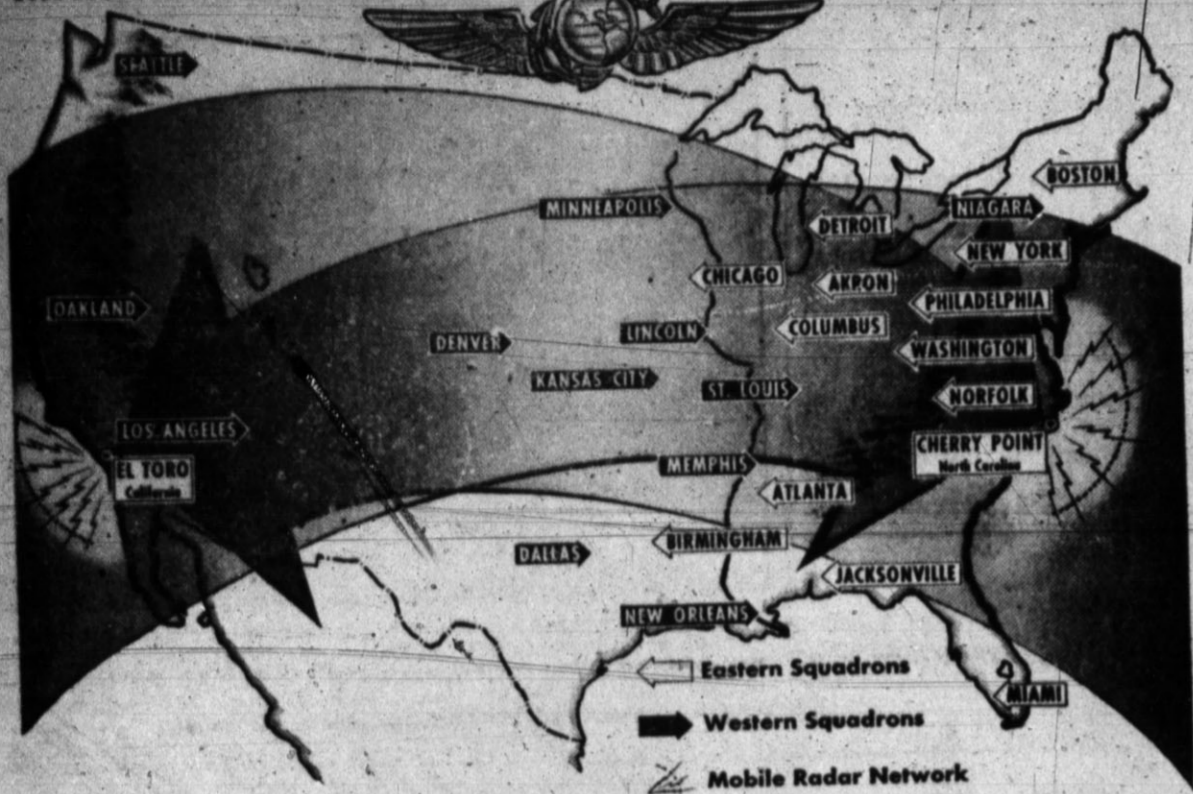 SEATTLE
BOSTON
MINNEAPOLIS
NIAGARA
DETROIT
NEW YORK
CHICAGO
AKRON
PHILADELPHIA
OAKLAND
LINCOLN
COLUMBUS
DENVER
WASHINGTON
KANSAS CITY
ST. LOUIS
NORFOLK
LOS ANGELES
CHERRY POINT
North Carolina
EL TORO
California
MEMPHIS
ATLANTA
BIRMINGHAM
DALLAS
JACKSONVILLE
NEW ORLEANS
Eastern Squadrons
MIAMI
Western Squadrons
Mobile Radar Network